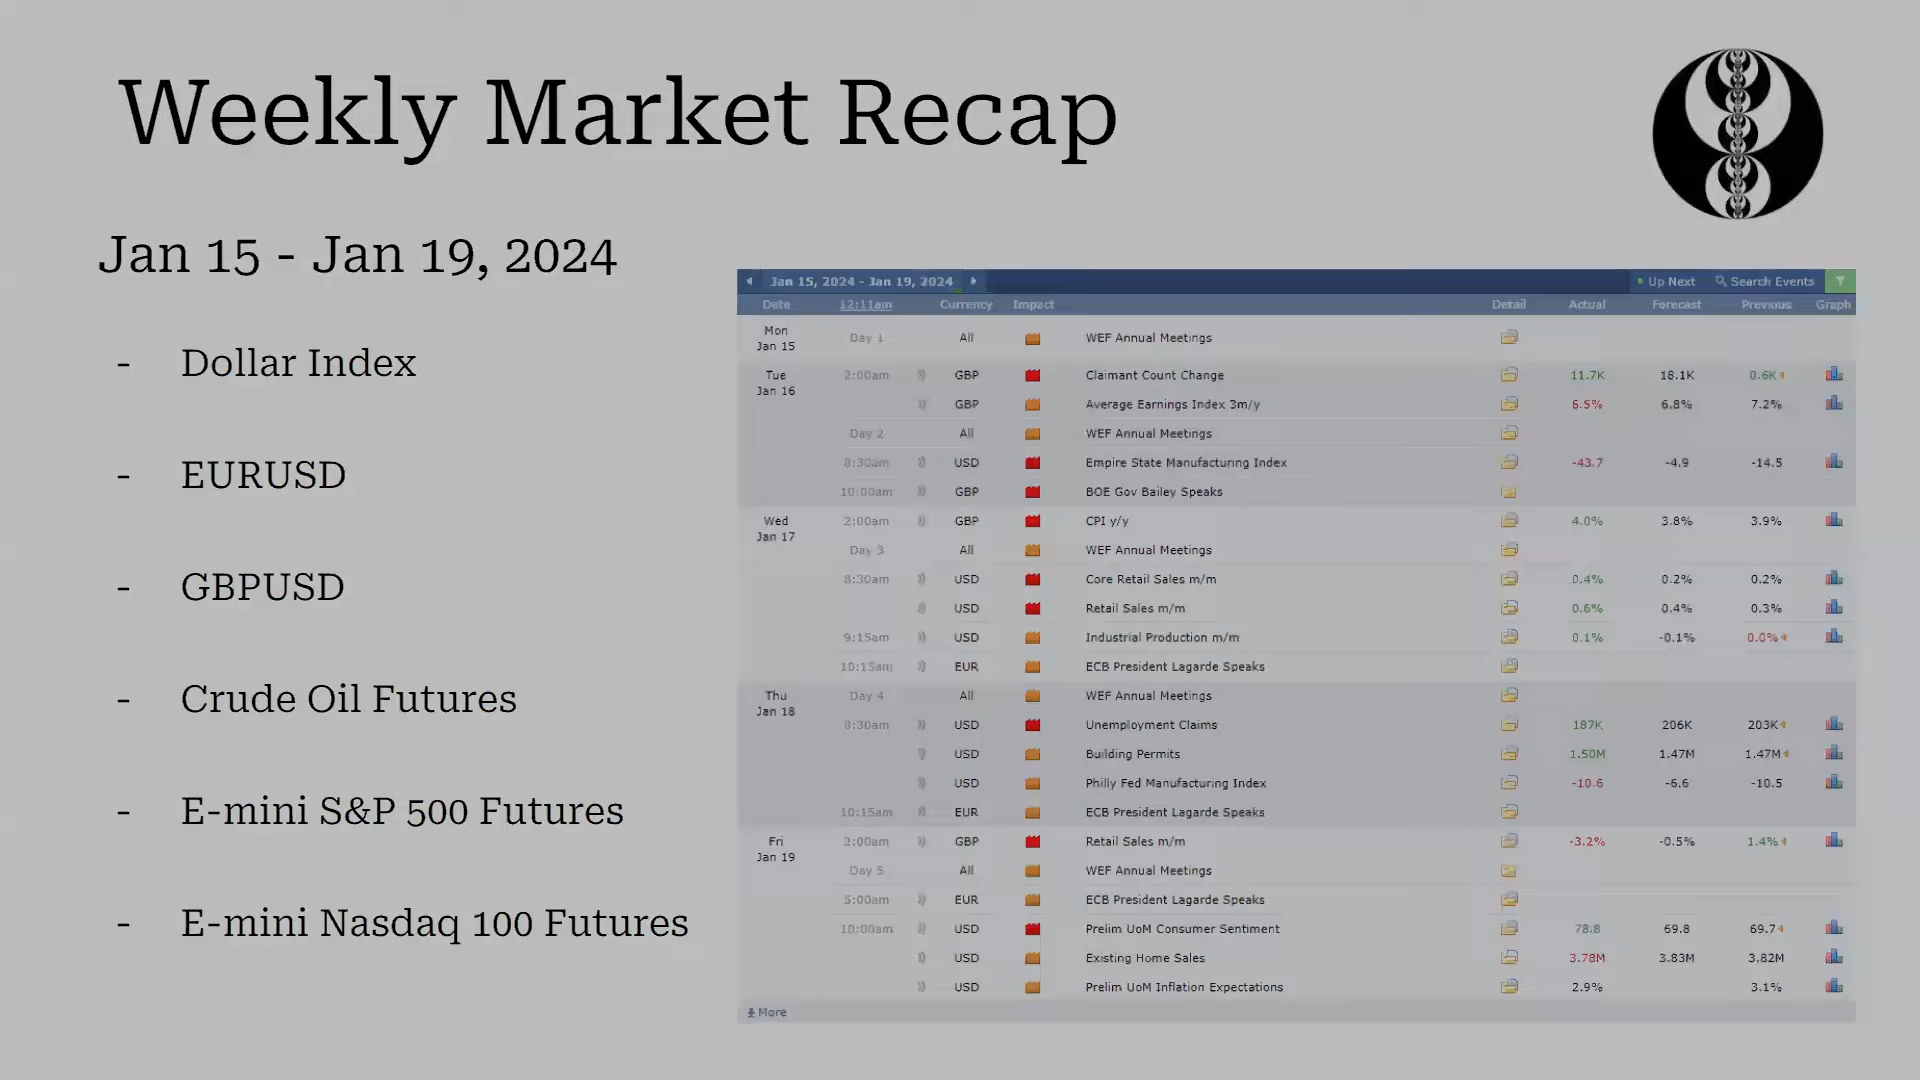 Weekly Market Recap
Jan 15 - Jan 19, 2024
- Dollar Index
- EURUSD
- GBPUSD
- Crude Oil Futures
- E-mini S&P 500 Futures
- E-mini Nasdaq 100 Futures
Jan 15, 2024 - Jan 19, 2024 Up Next Search Events
Date 12:11am Currency Impact Detail Actual Forecast Previous Graph
Mon Jan 15 Day 1 All WEF Annual Meetings
Tue Jan 16 2:00am GBP Claimant Count Change 11.7K 18.1K 0.6K
GBP Average Earnings Index 3m/y 6.5% 6.8% 7.2%
Day 2 All WEF Annual Meetings
8:30am USD Empire State Manufacturing Index -43.7 -4.9 -14.5
10:00am GBP BOE Gov Bailey Speaks
Wed Jan 17 2:00am GBP CPI y/y 4.0% 3.8% 3.9%
Day 3 All WEF Annual Meetings
8:30am USD Core Retail Sales m/m 0.4% 0.2% 0.2%
USD Retail Sales m/m 0.6% 0.4% 0.3%
9:15am USD Industrial Production m/m 0.1% -0.1% 0.0%
10:15am EUR ECB President Lagarde Speaks
Thu Jan 18 Day 4 All WEF Annual Meetings
8:30am USD Unemployment Claims 187K 206K 203K
USD Building Permits 1.50M 1.47M 1.47M
USD Philly Fed Manufacturing Index -10.6 -6.6 -10.5
10:15am EUR ECB President Lagarde Speaks
Fri Jan 19 2:00am GBP Retail Sales m/m -3.2% -0.5% 1.4%
Day 5 All WEF Annual Meetings
5:00am EUR ECB President Lagarde Speaks
10:00am USD Prelim UoM Consumer Sentiment 78.8 69.8 69.7
USD Existing Home Sales 3.78M 3.83M 3.82M
USD Prelim UoM Inflation Expectations 2.9% 3.1%
More